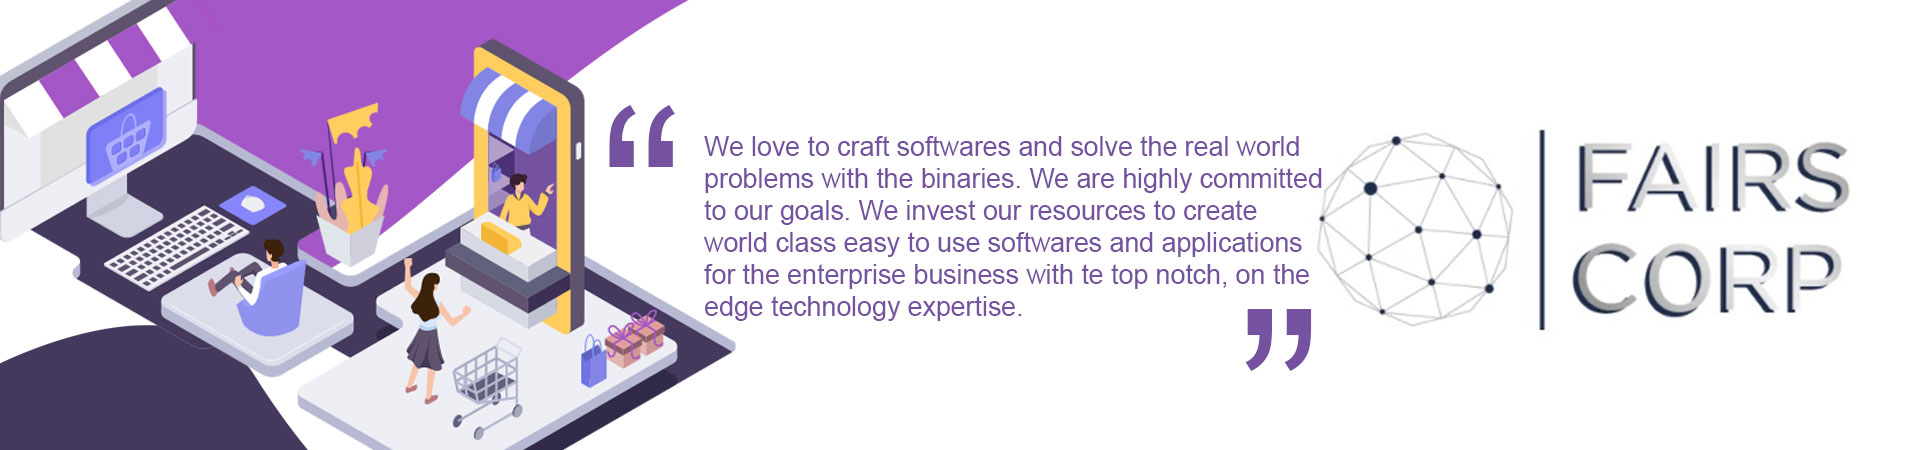 “
We love to craft softwares and solve the real world
problems with the binaries. We are highly committed
to our goals. We invest our resources to create
world class easy to use softwares and applications
for the enterprise business with te top notch, on the
edge technology expertise.
”
FAIRS
CORP